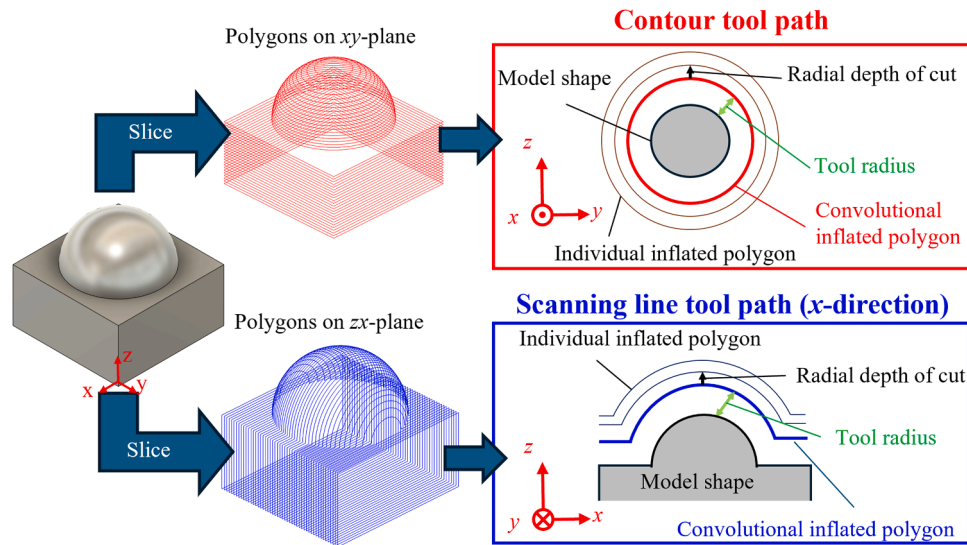 Contour tool path
Polygons on xy-plane
Model shape
Radial depth of cut
Slice
z
Tool radius
x
y
Convolutional
inflated polygon
Individual inflated polygon
Scanning line tool path (x-direction)
Polygons on zx-plane
Individual inflated polygon
z
x
y
Radial depth of cut
Tool radius
Slice
z
Model shape
y
x
Convolutional inflated polygon